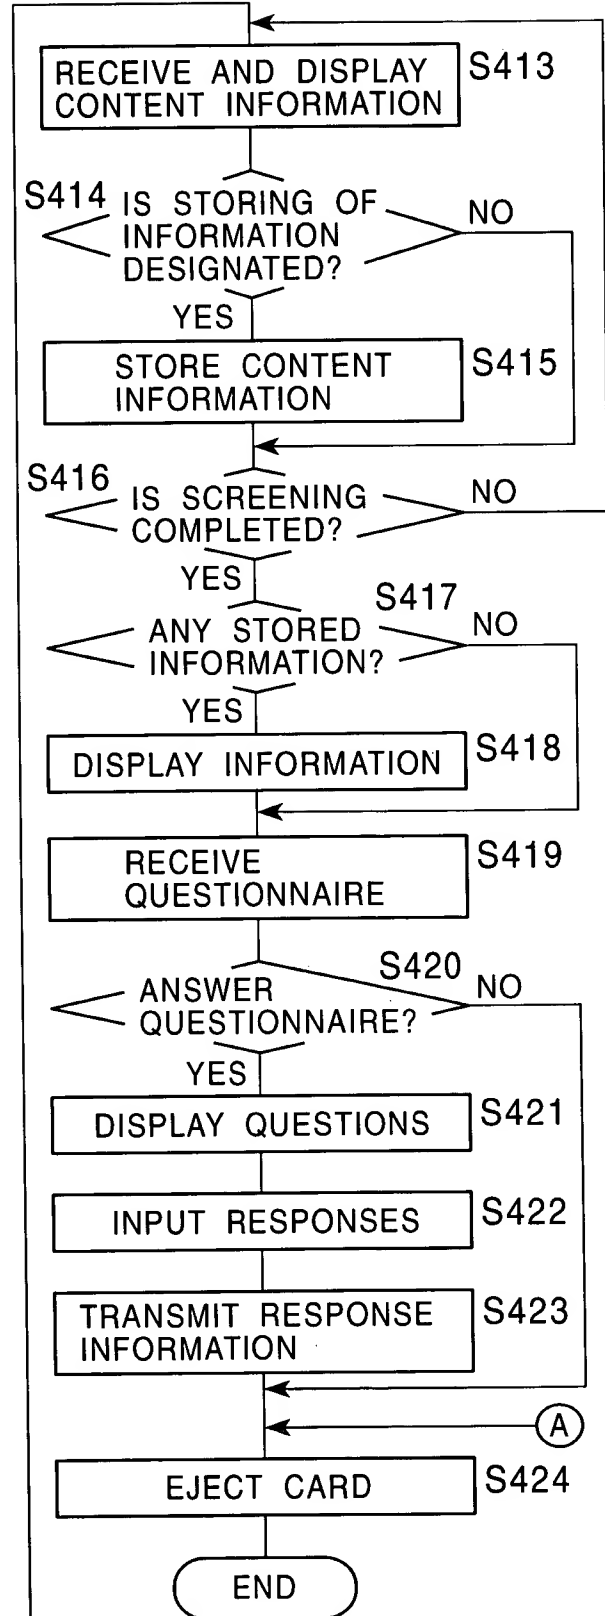 RECEIVE AND DISPLAY
CONTENT INFORMATION
S413
S414
IS STORING OF
INFORMATION
DESIGNATED?
NO
YES
STORE CONTENT
INFORMATION
S415
S416
IS SCREENING
COMPLETED?
NO
YES
S417
ANY STORED
INFORMATION?
NO
YES
DISPLAY INFORMATION
S418
RECEIVE
QUESTIONNAIRE
S419
S420
ANSWER
QUESTIONNAIRE?
NO
YES
DISPLAY QUESTIONS
S421
INPUT RESPONSES
S422
TRANSMIT RESPONSE
INFORMATION
S423
A
EJECT CARD
S424
END